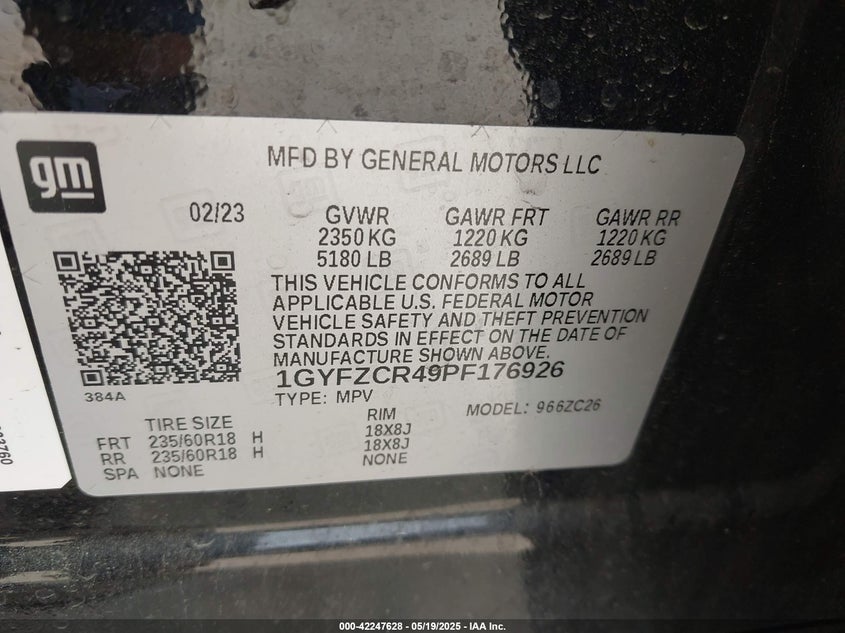 gm
MFD BY GENERAL MOTORS LLC
02/23
GVWR GAWR FRT GAWR RR
2350 KG 1220 KG 1220 KG
5180 LB 2689 LB 2689 LB
THIS VEHICLE CONFORMS TO ALL
APPLICABLE U.S. FEDERAL MOTOR
VEHICLE SAFETY AND THEFT PREVENTION
STANDARDS IN EFFECT ON THE DATE OF
MANUFACTURE SHOWN ABOVE.
1GYFZCR49PF176926
384A
TYPE: MPV MODEL: 966ZC26
TIRE SIZE RIM
FRT 235/60R18 H 18X8J
RR 235/60R18 H 18X8J
SPA NONE NONE
000-42247628 - 05/19/2025 - IAA Inc.